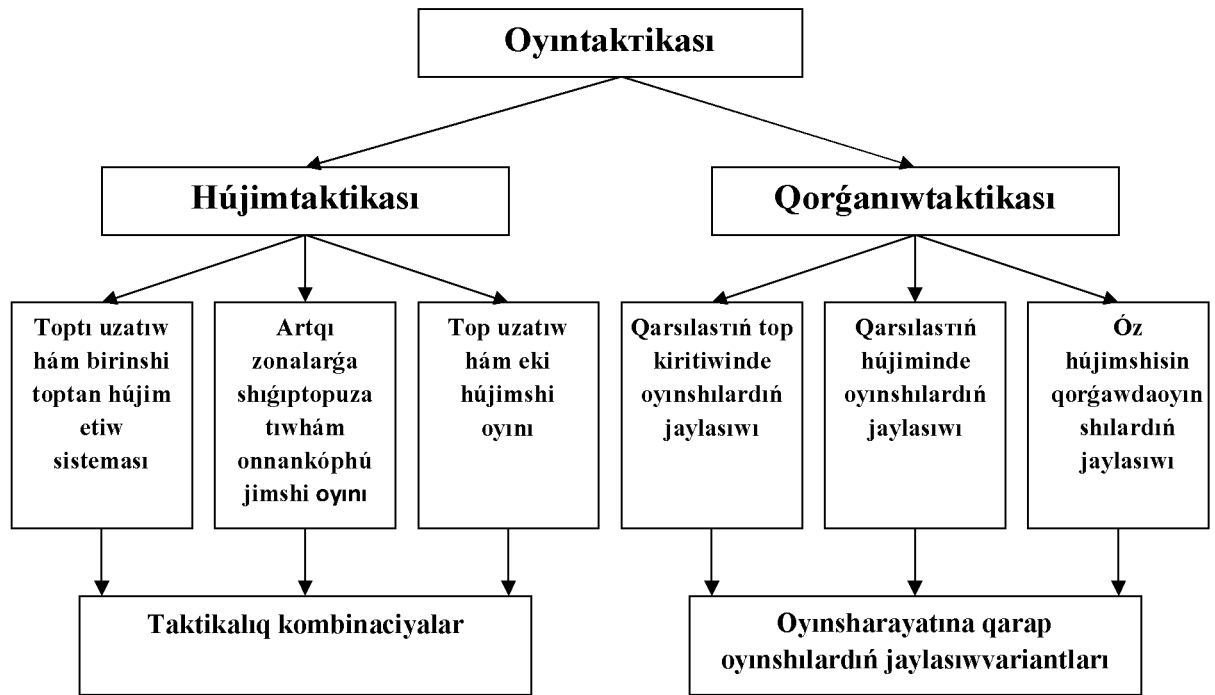 Oyıntaktikası
Hújimtaktikası
Qorǵanıwtaktikası
Toptı uzatıw
hám birinshi
toptan hújim
etiw
sisteması
Artqı
zonalarǵa
shıǵıptopuza
tıwhám
onnankóphú
jimshi oyını
Top uzatıw
hám eki
hújimshi
oyını
Qarsılastıń top
kiritiwinde
oyınshılardıń
jaylasıwı
Qarsılastıń
hújiminde
oyınshılardıń
jaylasıwı
Óz
hújimshisin
qorǵawdaoyın
shılardıń
jaylasıwı
Taktikalıq kombinaciyalar
Oyınsharayatına qarap
oyınshılardıń jaylasıwvariantları